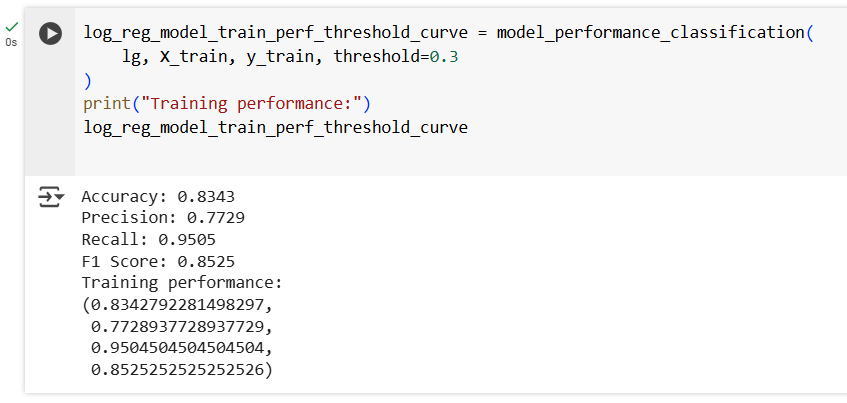 0s
log_reg_model_train_perf_threshold_curve = model_performance_classification(
    lg, X_train, y_train, threshold=0.3
)
print("Training performance:")
log_reg_model_train_perf_threshold_curve
Accuracy: 0.8343
Precision: 0.7729
Recall: 0.9505
F1 Score: 0.8525
Training performance:
(0.8342792281498297,
 0.7728937728937729,
 0.9504504504504504,
 0.8525252525252526)